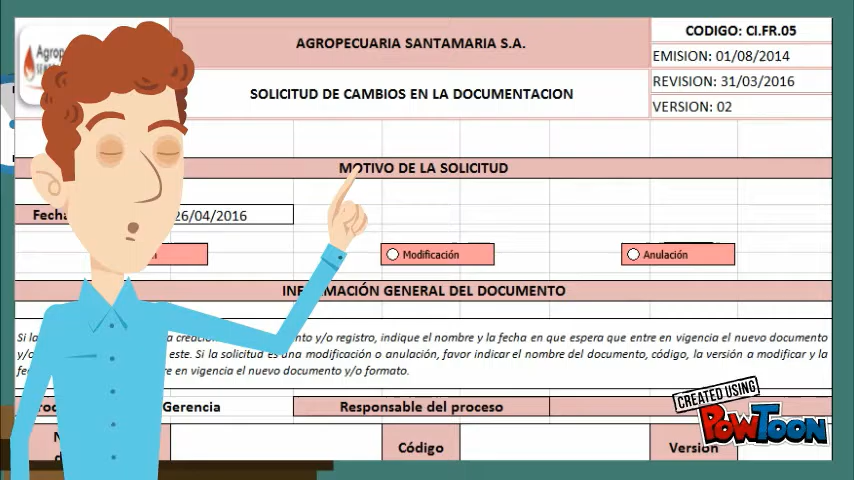 Agrop
AGROPECUARIA SANTAMARIA S.A.
CODIGO: CI.FR.05
EMISION: 01/08/2014
SOLICITUD DE CAMBIOS EN LA DOCUMENTACION
REVISION: 31/03/2016
VERSION: 02
MOTIVO DE LA SOLICITUD
Fecha 26/04/2016
Modificación
Anulación
INFORMACIÓN GENERAL DEL DOCUMENTO
Si la creación y/o registro, indique el nombre y la fecha en que espera que entre en vigencia el nuevo documento
y/o este. Si la solicitud es una modificación o anulación, favor indicar el nombre del documento, código, la versión a modificar y la
en vigencia el nuevo documento y/o formato.
Gerencia Responsable del proceso
Código Versión
CREATED USING
POWTOON